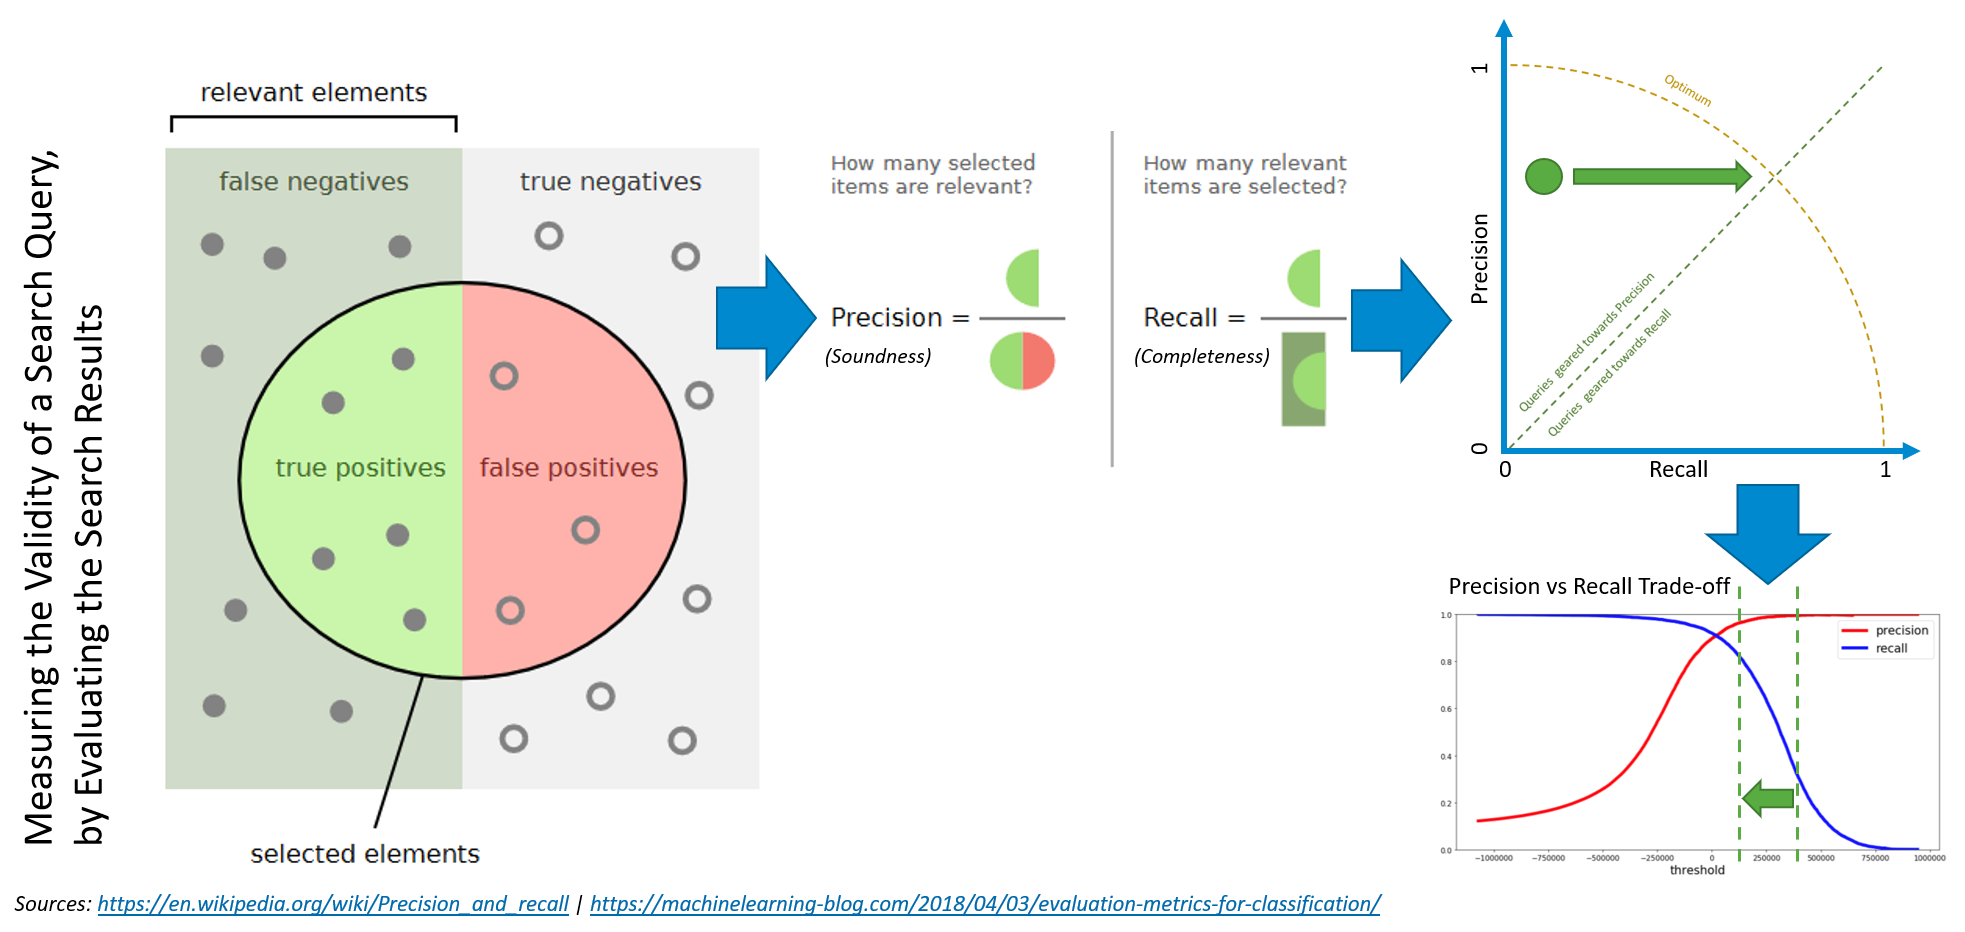 Measuring the Validity of a Search Query,
by Evaluating the Search Results
relevant elements
false negatives
true negatives
true positives
false positives
selected elements
How many selected
items are relevant?
Precision =
(Soundness)
How many relevant
items are selected?
Recall =
(Completeness)
1
Precision
0
0
Recall
1
Optimum
Queries geared towards Precision
Queries geared towards Recall
Precision vs Recall Trade-off
1.0
0.8
0.6
0.4
0.2
0.0
precision
recall
−1000000 −750000 −500000 −250000 0 250000 500000 750000 1000000
threshold
Sources: https://en.wikipedia.org/wiki/Precision_and_recall | https://machinelearning-blog.com/2018/04/03/evaluation-metrics-for-classification/